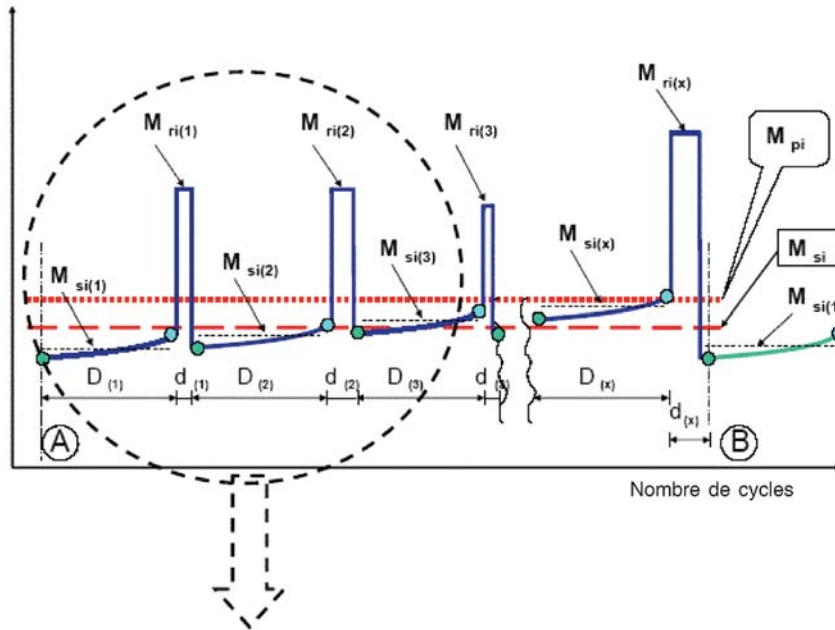 M ri(x)
M ri(1)
M ri(2)
M ri(3)
M pi
M si(1)
M si(2)
M si(3)
M si(x)
M si
M si(1
D (1)
d (1)
D (2)
d (2)
D (3)
d (3)
D (x)
d (x)
A
B
Nombre de cycles